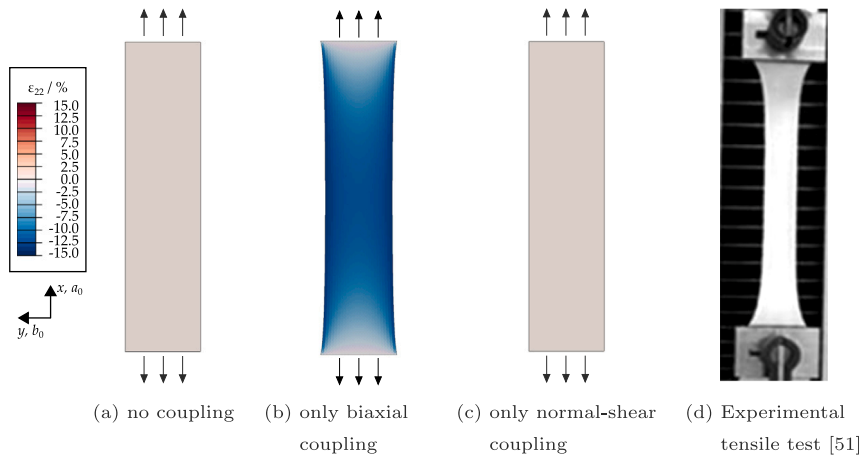 ε22 / %
15.0
12.5
10.0
7.5
5.0
2.5
0.0
-2.5
-5.0
-7.5
-10.0
-12.5
-15.0
x, a0
y, b0
(a) no coupling
(b) only biaxial
coupling
(c) only normal-shear
coupling
(d) Experimental
tensile test [51]